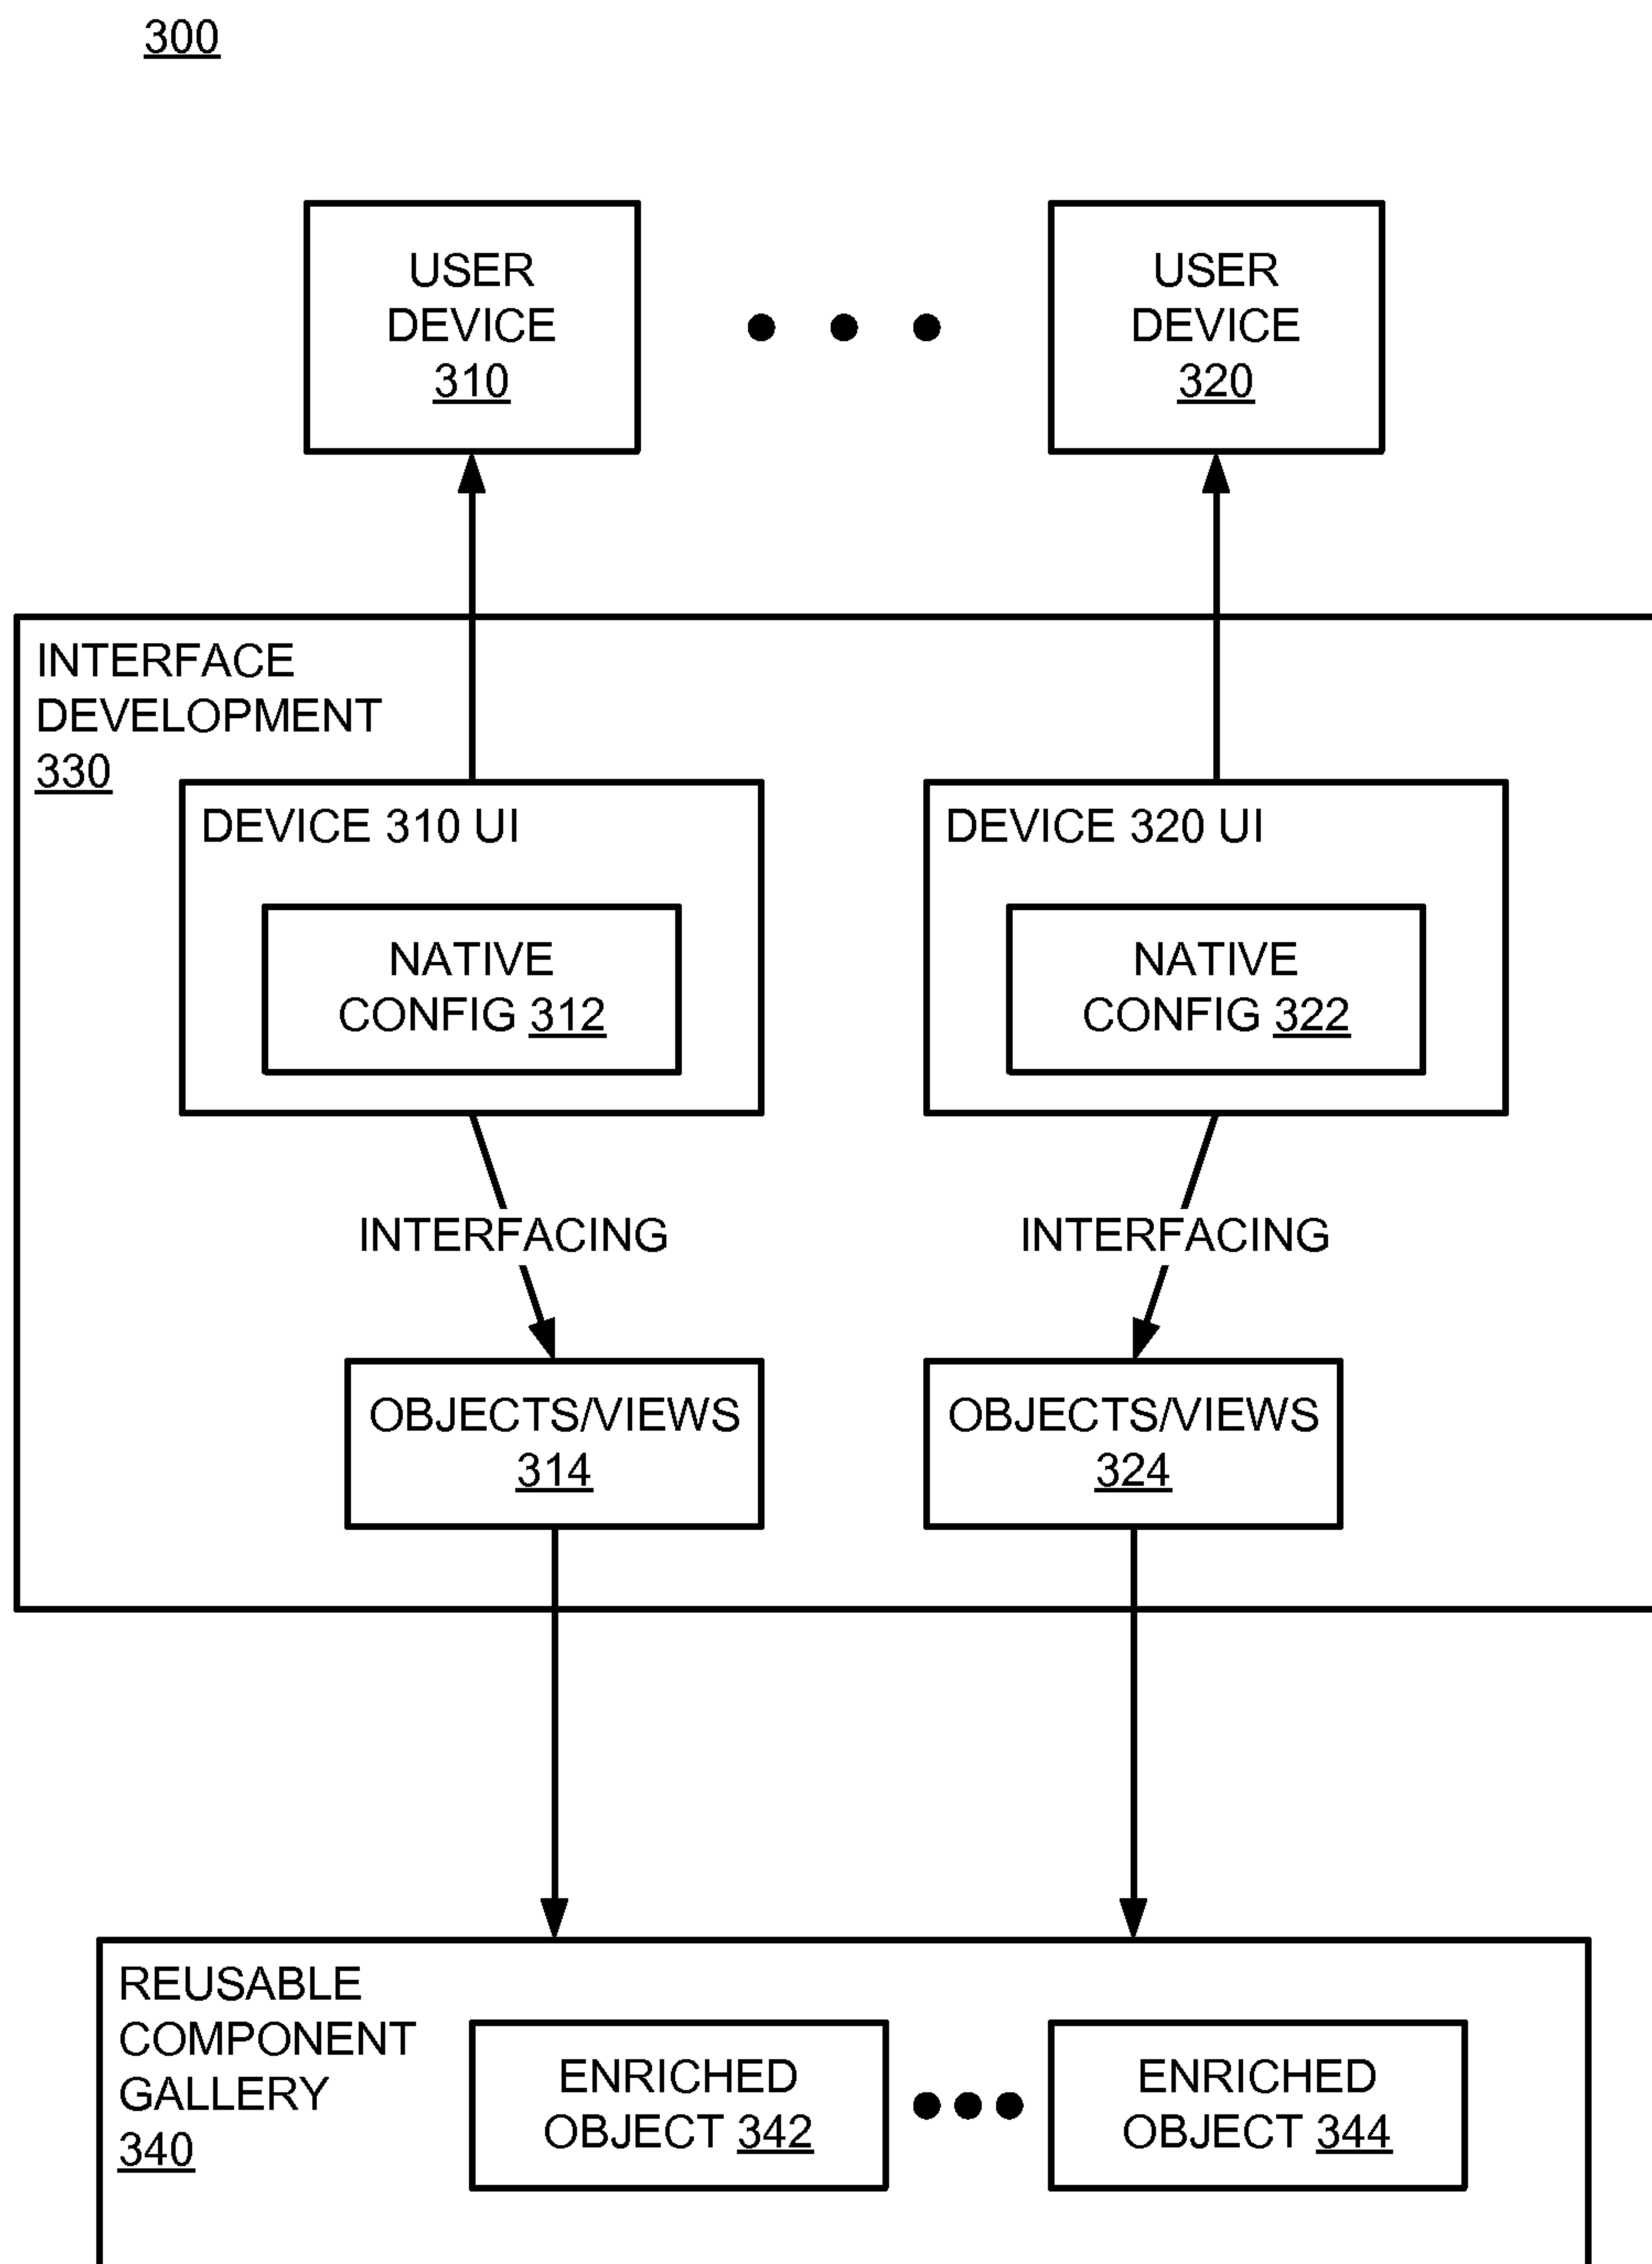 300
USER
DEVICE
310
USER
DEVICE
320
INTERFACE
DEVELOPMENT
330
DEVICE 310 UI
NATIVE
CONFIG 312
DEVICE 320 UI
NATIVE
CONFIG 322
INTERFACING
INTERFACING
OBJECTS/VIEWS
314
OBJECTS/VIEWS
324
REUSABLE
COMPONENT
GALLERY
340
ENRICHED
OBJECT 342
ENRICHED
OBJECT 344